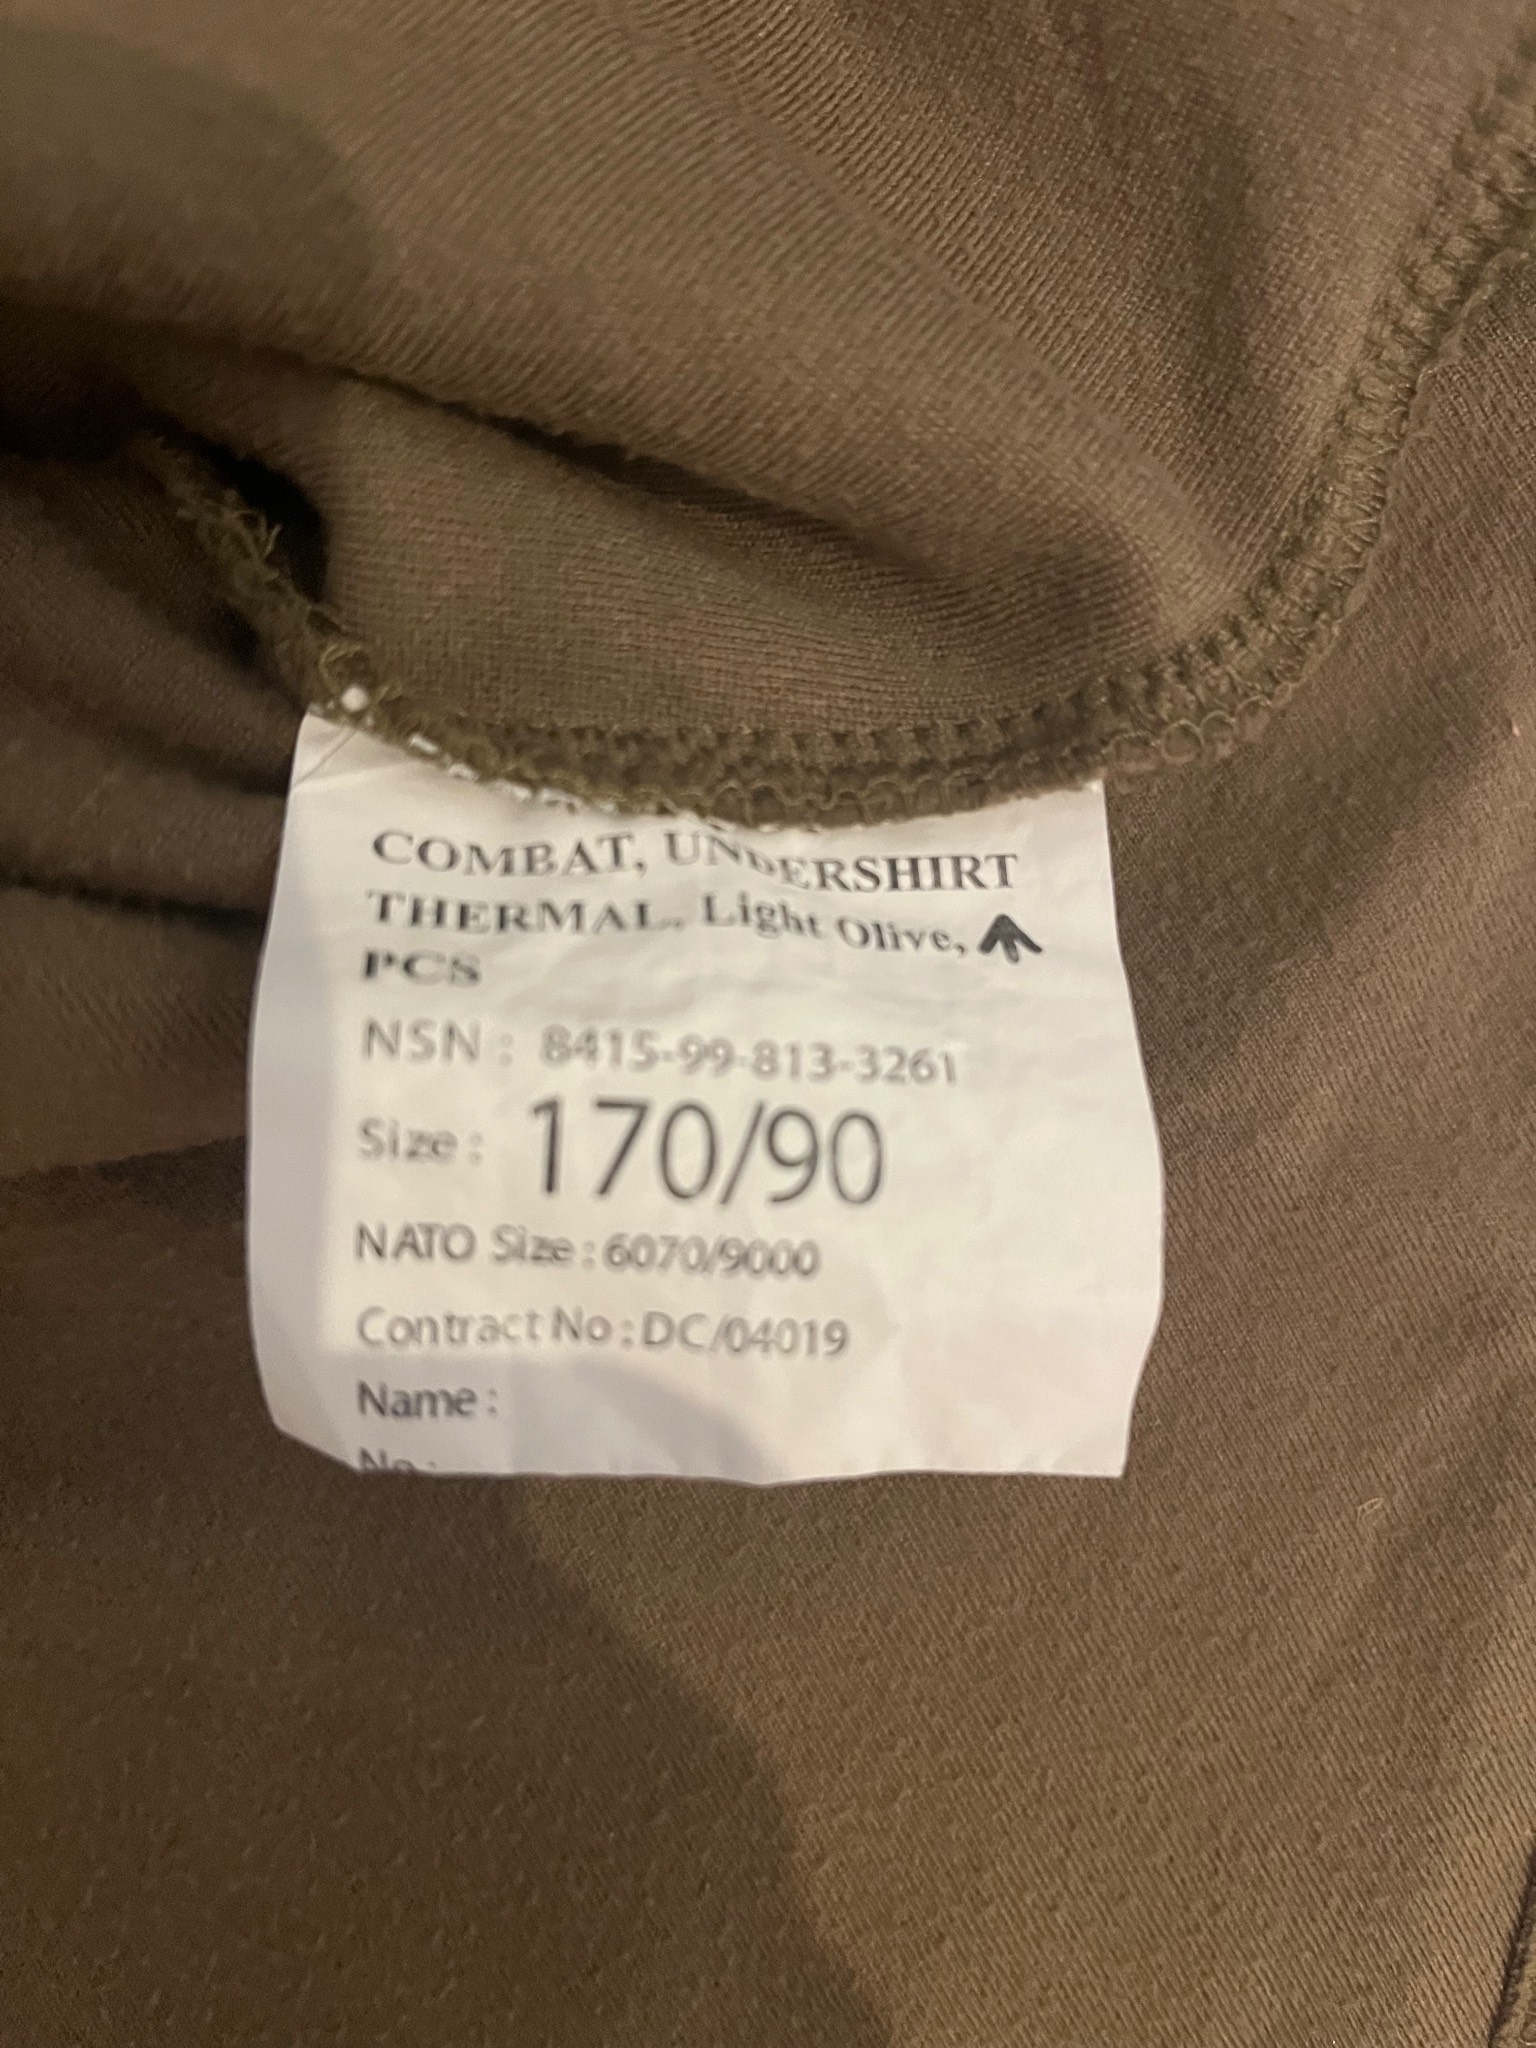 COMBAT, UNDERSHIRT
THERMAL, Light Olive,
PCS
NSN: 8415-99-813-3261
Size: 170/90
NATO Size: 6070/9000
Contract No: DC/04019
Name:
No: